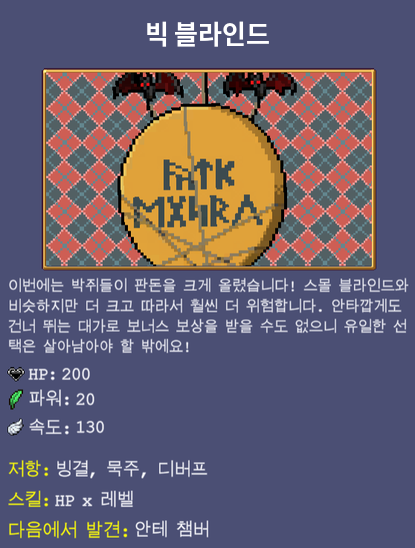 빅 블라인드
이번에는 박쥐들이 판돈을 크게 올렸습니다! 스몰 블라인드와
비슷하지만 더 크고 따라서 훨씬 더 위험합니다. 안타깝게도
건너 뛰는 대가로 보너스 보상을 받을 수도 없으니 유일한 선
택은 살아남아야 할 밖에요!
HP: 200
파워: 20
속도: 130
저항: 빙결, 묵주, 디버프
스킬: HP x 레벨
다음에서 발견: 안테 챔버